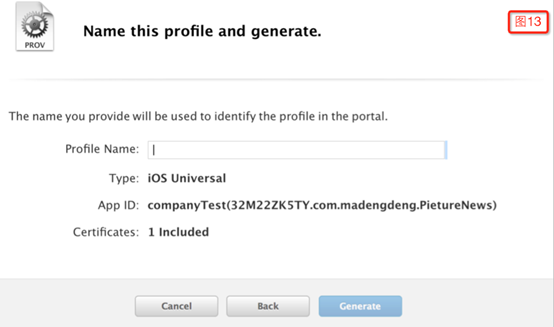 图13
PROV
Name this profile and generate.
The name you provide will be used to identify the profile in the portal.
Profile Name:
Type: iOS Universal
App ID: companyTest(32M22ZK5TY.com.madengdeng.PietureNews)
Certificates: 1 Included
Cancel Back Generate